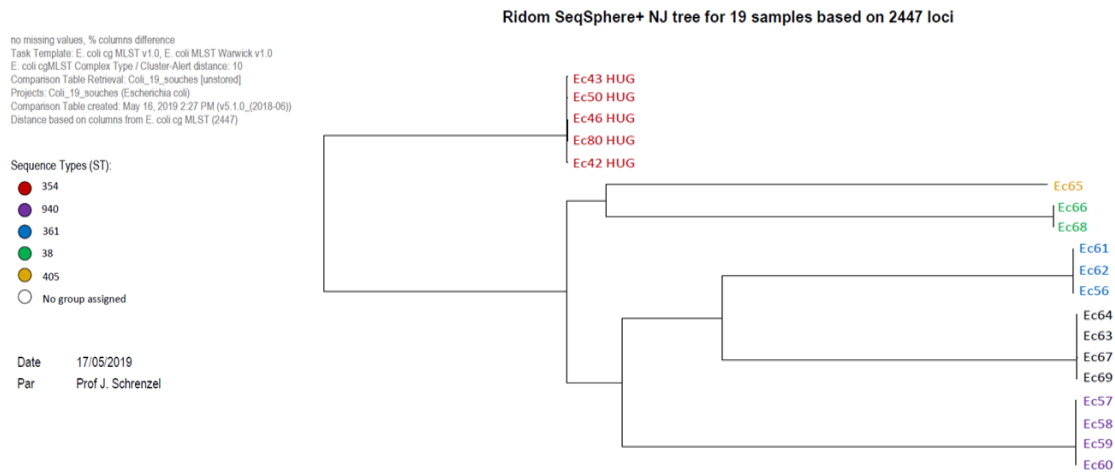 Ridom SeqSphere+ NJ tree for 19 samples based on 2447 loci
no missing values, % columns difference
Task Template: E. coli cg MLST v1.0, E. coli MLST Warwick v1.0
E. coli cgMLST Complex Type / Cluster-Alert distance: 10
Comparison Table Retrieval: Coli_19_souches [unstored]
Projects: Coli_19_souches (Escherichia coli)
Comparison Table created: May 16, 2019 2:27 PM (v5.1.0_(2018-06))
Distance based on columns from E. coli cg MLST (2447)
Sequence Types (ST):
354
940
361
38
405
No group assigned
Date 17/05/2019
Par Prof J. Schrenzel
Ec43 HUG
Ec50 HUG
Ec46 HUG
Ec80 HUG
Ec42 HUG
Ec65
Ec66
Ec68
Ec61
Ec62
Ec56
Ec64
Ec63
Ec67
Ec69
Ec57
Ec58
Ec59
Ec60